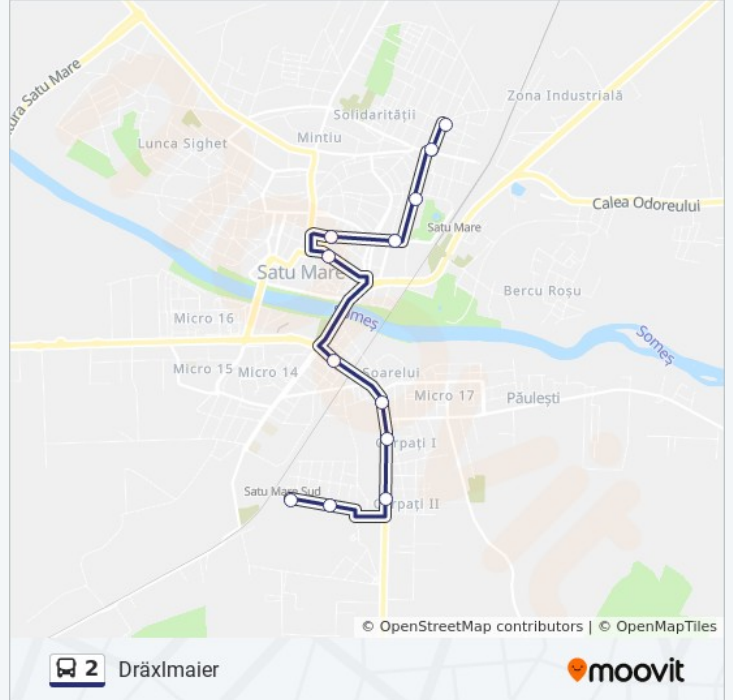 ura Satu Mare
Zona Industrială
Solidarității
Mintiu
Lunca Sighet
Calea Odoreului
Satu Mare
Satu Mare
Bercu Roșu
Someș
Micro 16
Someș
Micro 15
Micro 14
Soarelui
Micro 17
Păulești
Carpați I
Satu Mare Sud
Carpați II
© OpenStreetMap contributors | © OpenMapTiles
2 Dräxlmaier
moovit